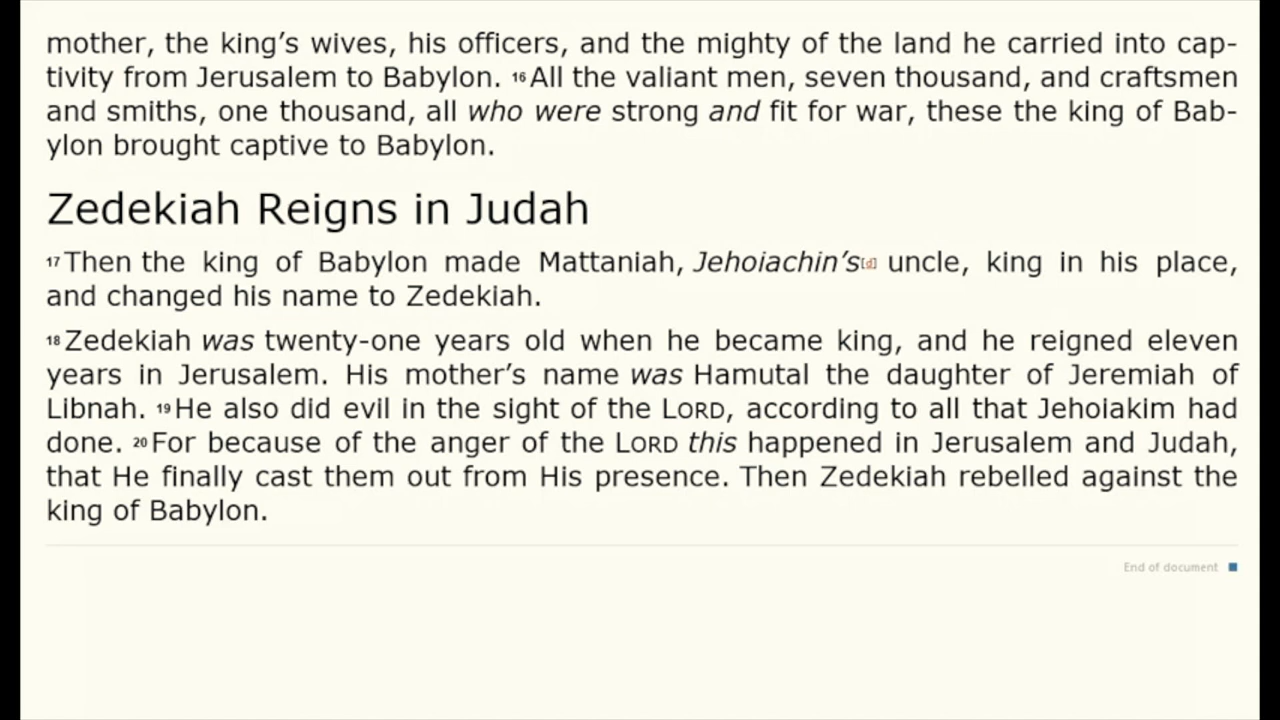 mother, the king’s wives, his officers, and the mighty of the land he carried into cap-
tivity from Jerusalem to Babylon. 16 All the valiant men, seven thousand, and craftsmen
and smiths, one thousand, all who were strong and fit for war, these the king of Bab-
ylon brought captive to Babylon.
Zedekiah Reigns in Judah
17 Then the king of Babylon made Mattaniah, Jehoiachin’s[d] uncle, king in his place,
and changed his name to Zedekiah.
18 Zedekiah was twenty-one years old when he became king, and he reigned eleven
years in Jerusalem. His mother’s name was Hamutal the daughter of Jeremiah of
Libnah. 19 He also did evil in the sight of the LORD, according to all that Jehoiakim had
done. 20 For because of the anger of the LORD this happened in Jerusalem and Judah,
that He finally cast them out from His presence. Then Zedekiah rebelled against the
king of Babylon.
End of document